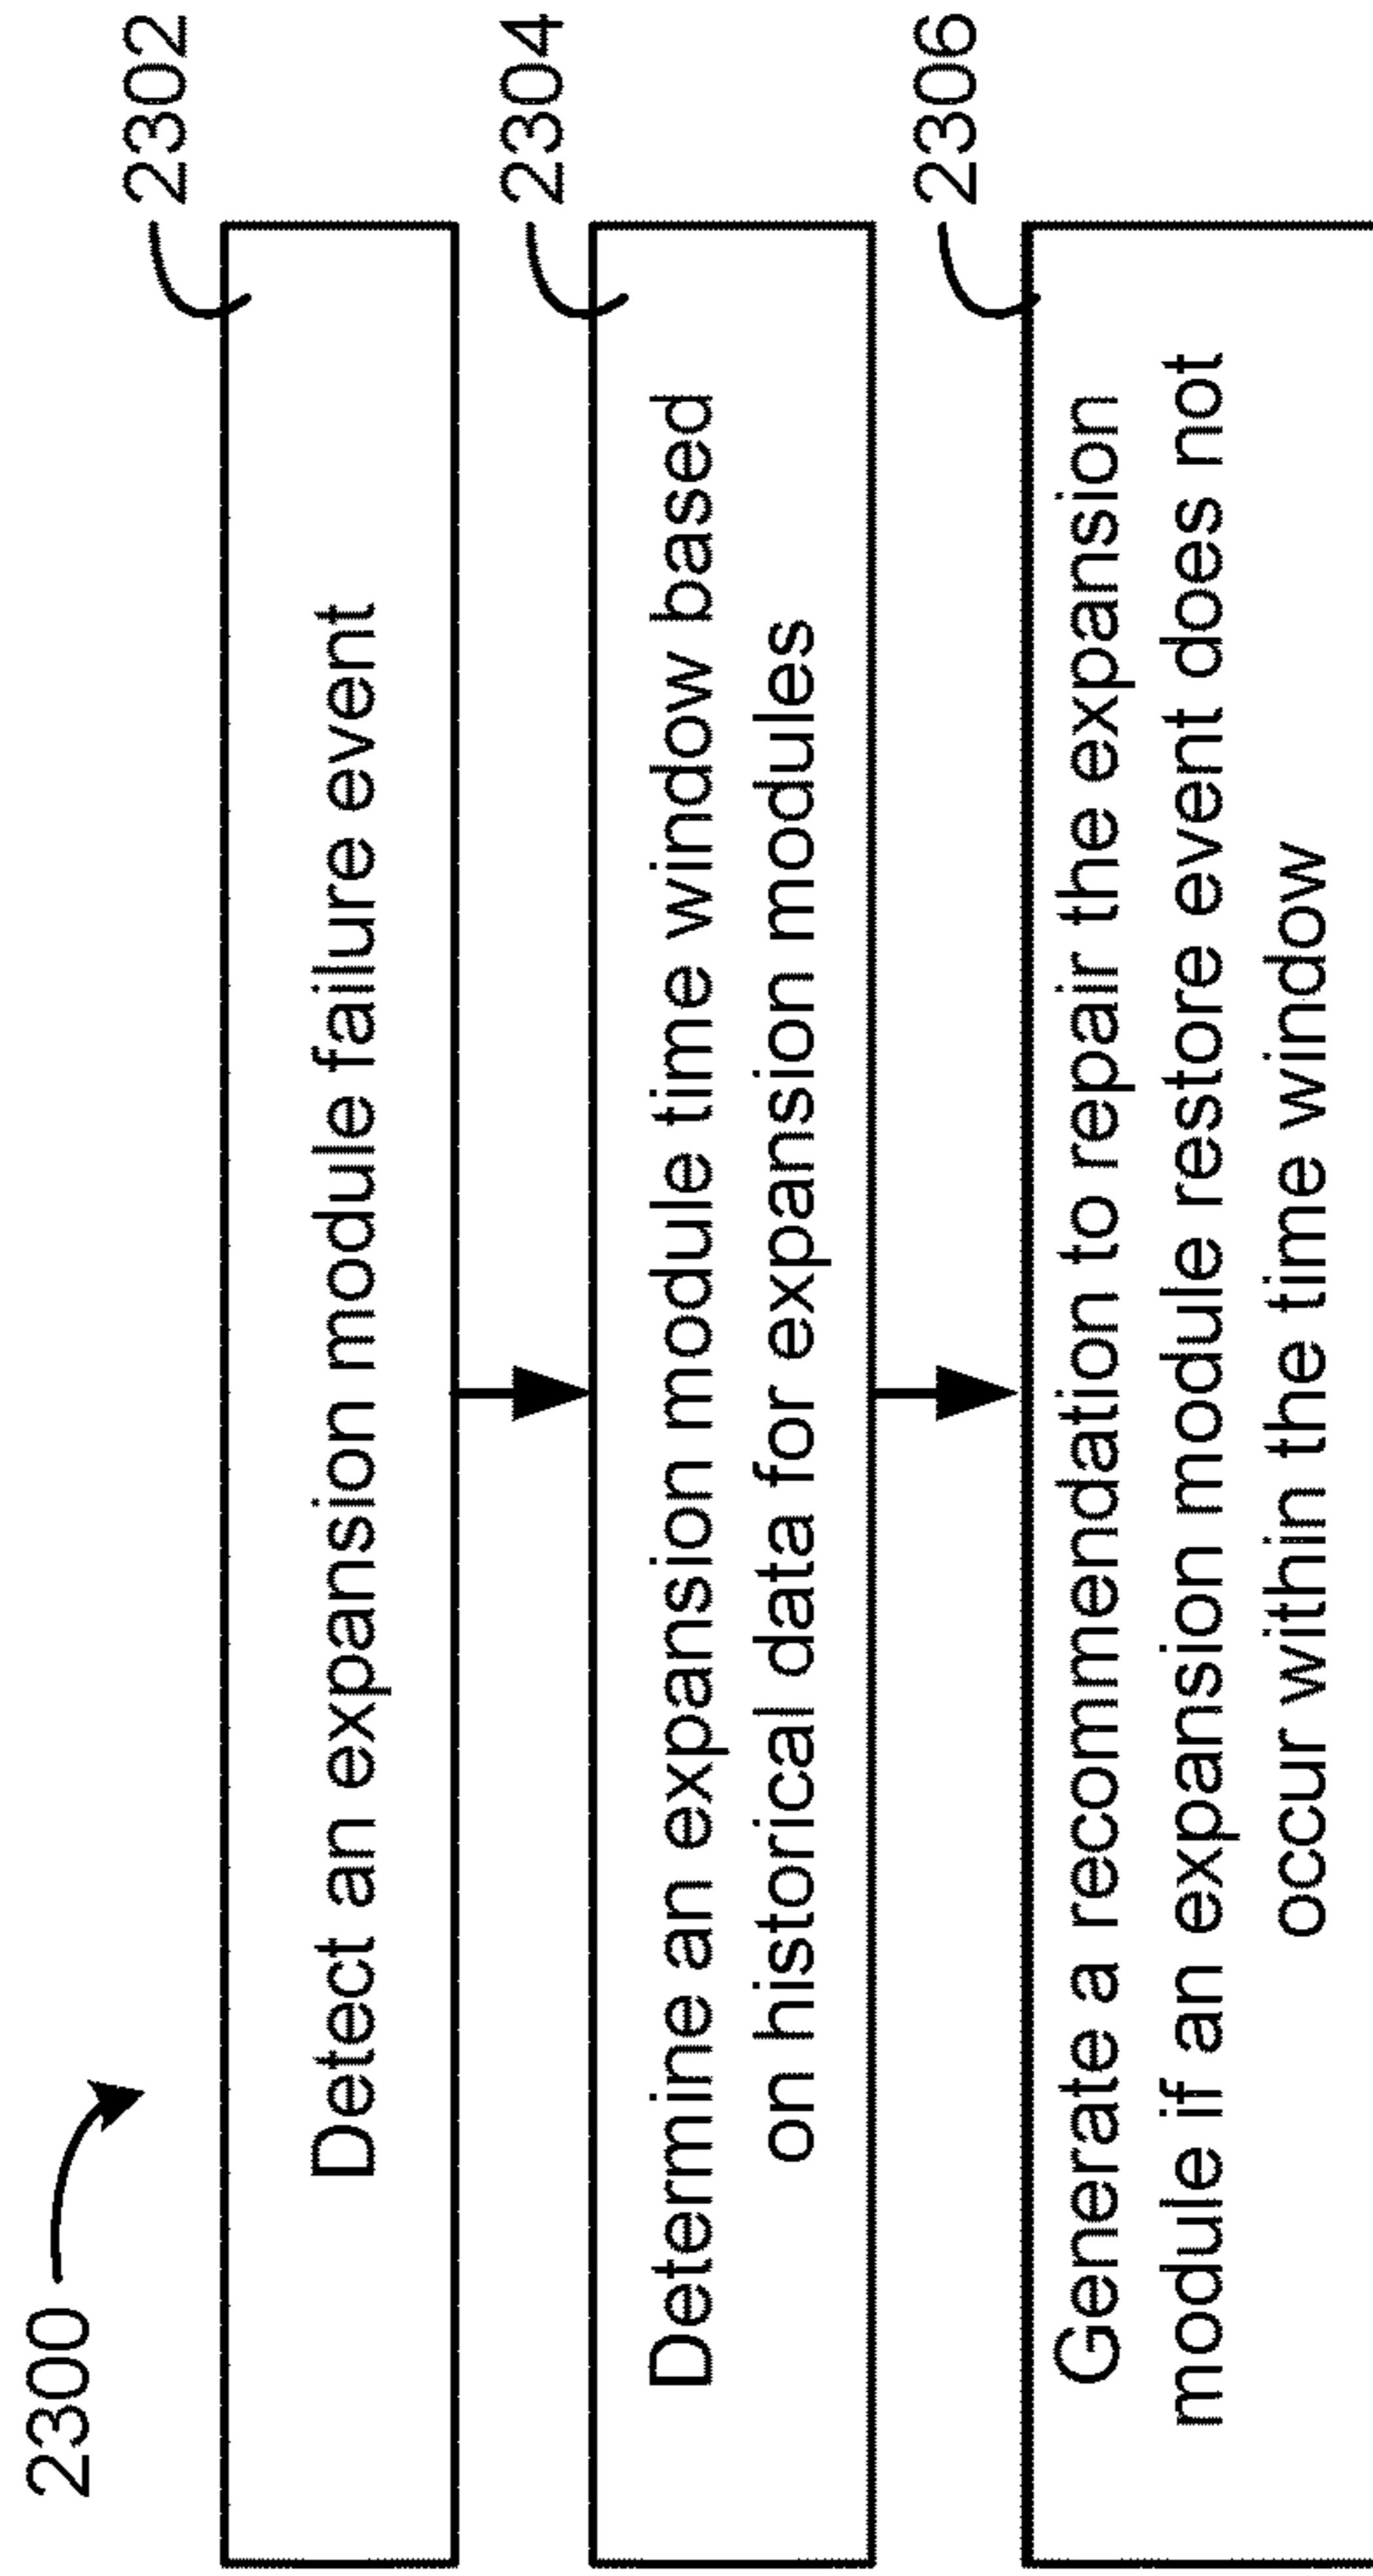 2300
2302
Detect an expansion module failure event
2304
Determine an expansion module time window based
on historical data for expansion modules
2306
Generate a recommendation to repair the expansion
module if an expansion module restore event does not
occur within the time window